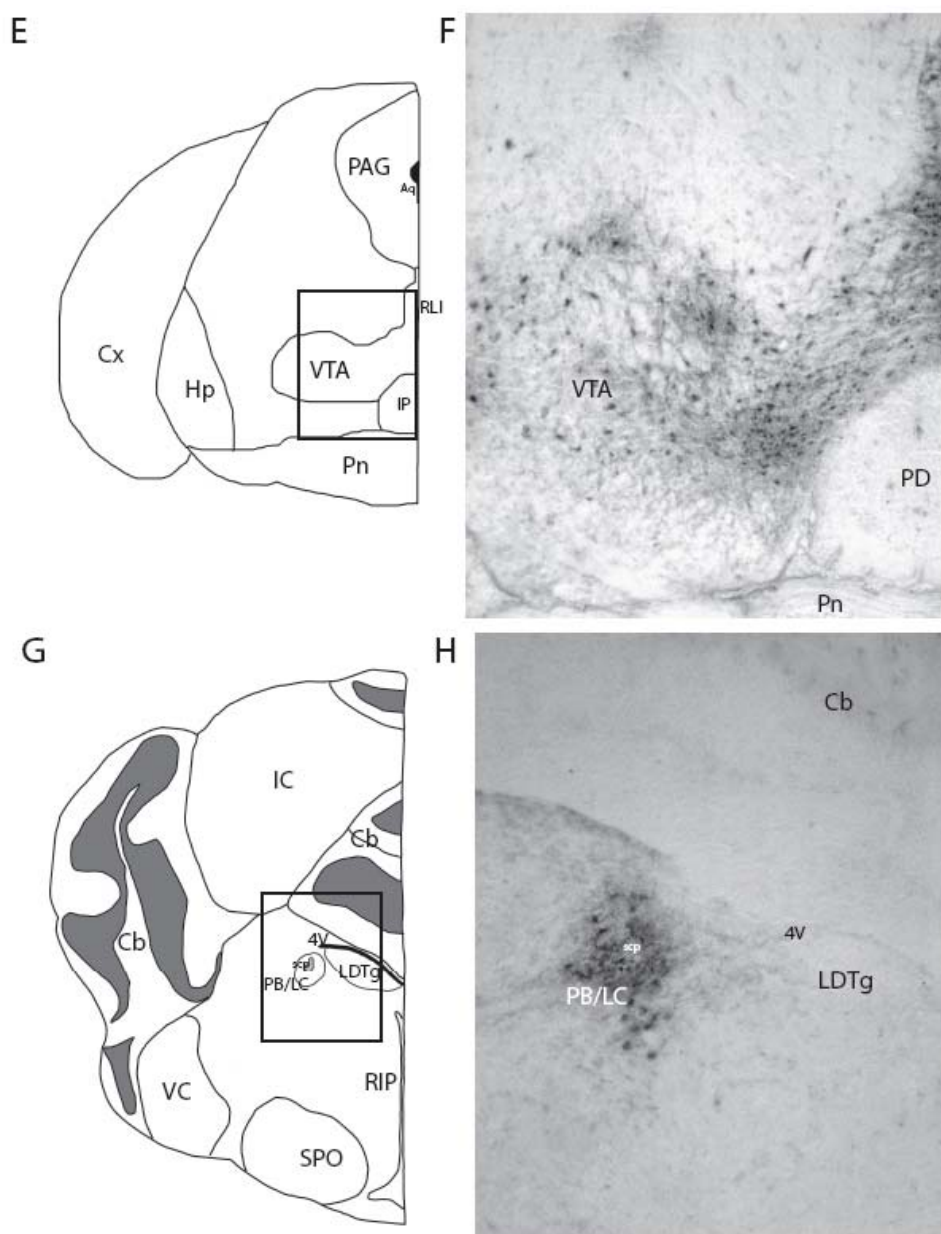 E
PAG
Aq
RLI
Cx
VTA
Hp
IP
Pn
F
VTA
PD
Pn
G
IC
Cb
Cb
4V
scp
LDTg
PB/LC
RIP
VC
SPO
H
Cb
4V
scp
LDTg
PB/LC